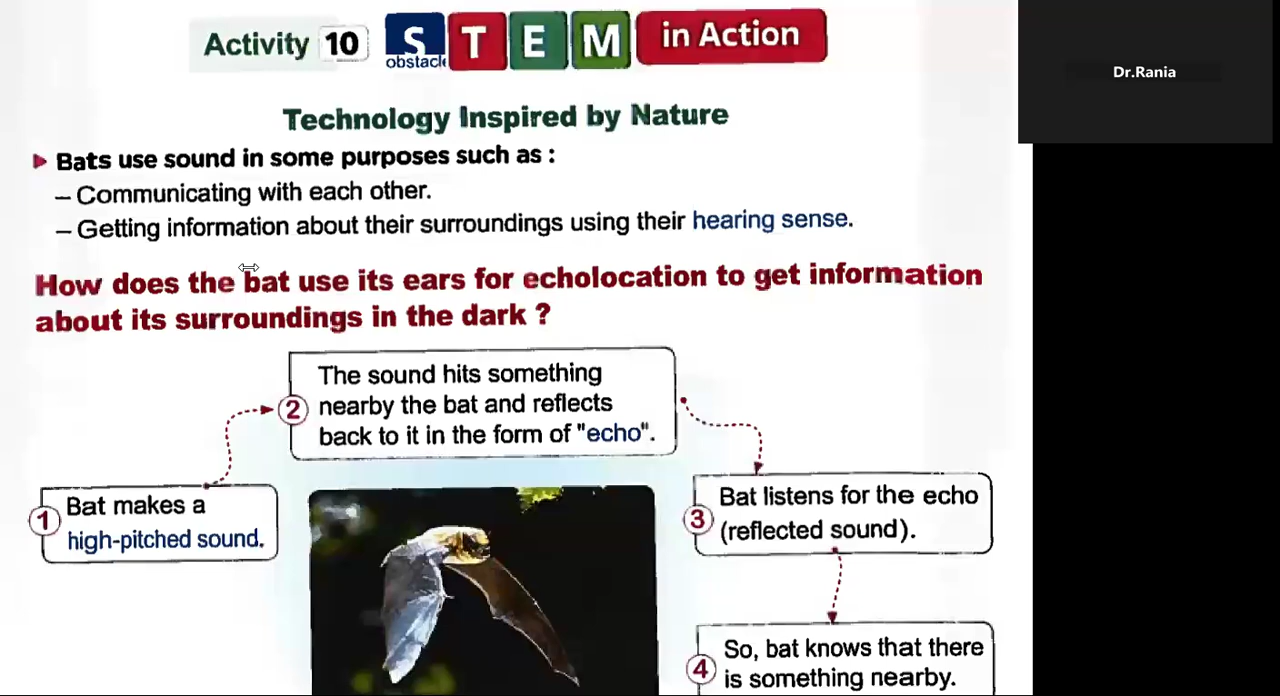 Activity 10 STEM in Action
obstacle
Dr.Rania
Technology Inspired by Nature
Bats use sound in some purposes such as :
– Communicating with each other.
– Getting information about their surroundings using their hearing sense.
How does the bat use its ears for echolocation to get information
about its surroundings in the dark ?
The sound hits something
2 nearby the bat and reflects
back to it in the form of "echo".
1 Bat makes a
high-pitched sound.
3 Bat listens for the echo
(reflected sound).
4 So, bat knows that there
is something nearby.